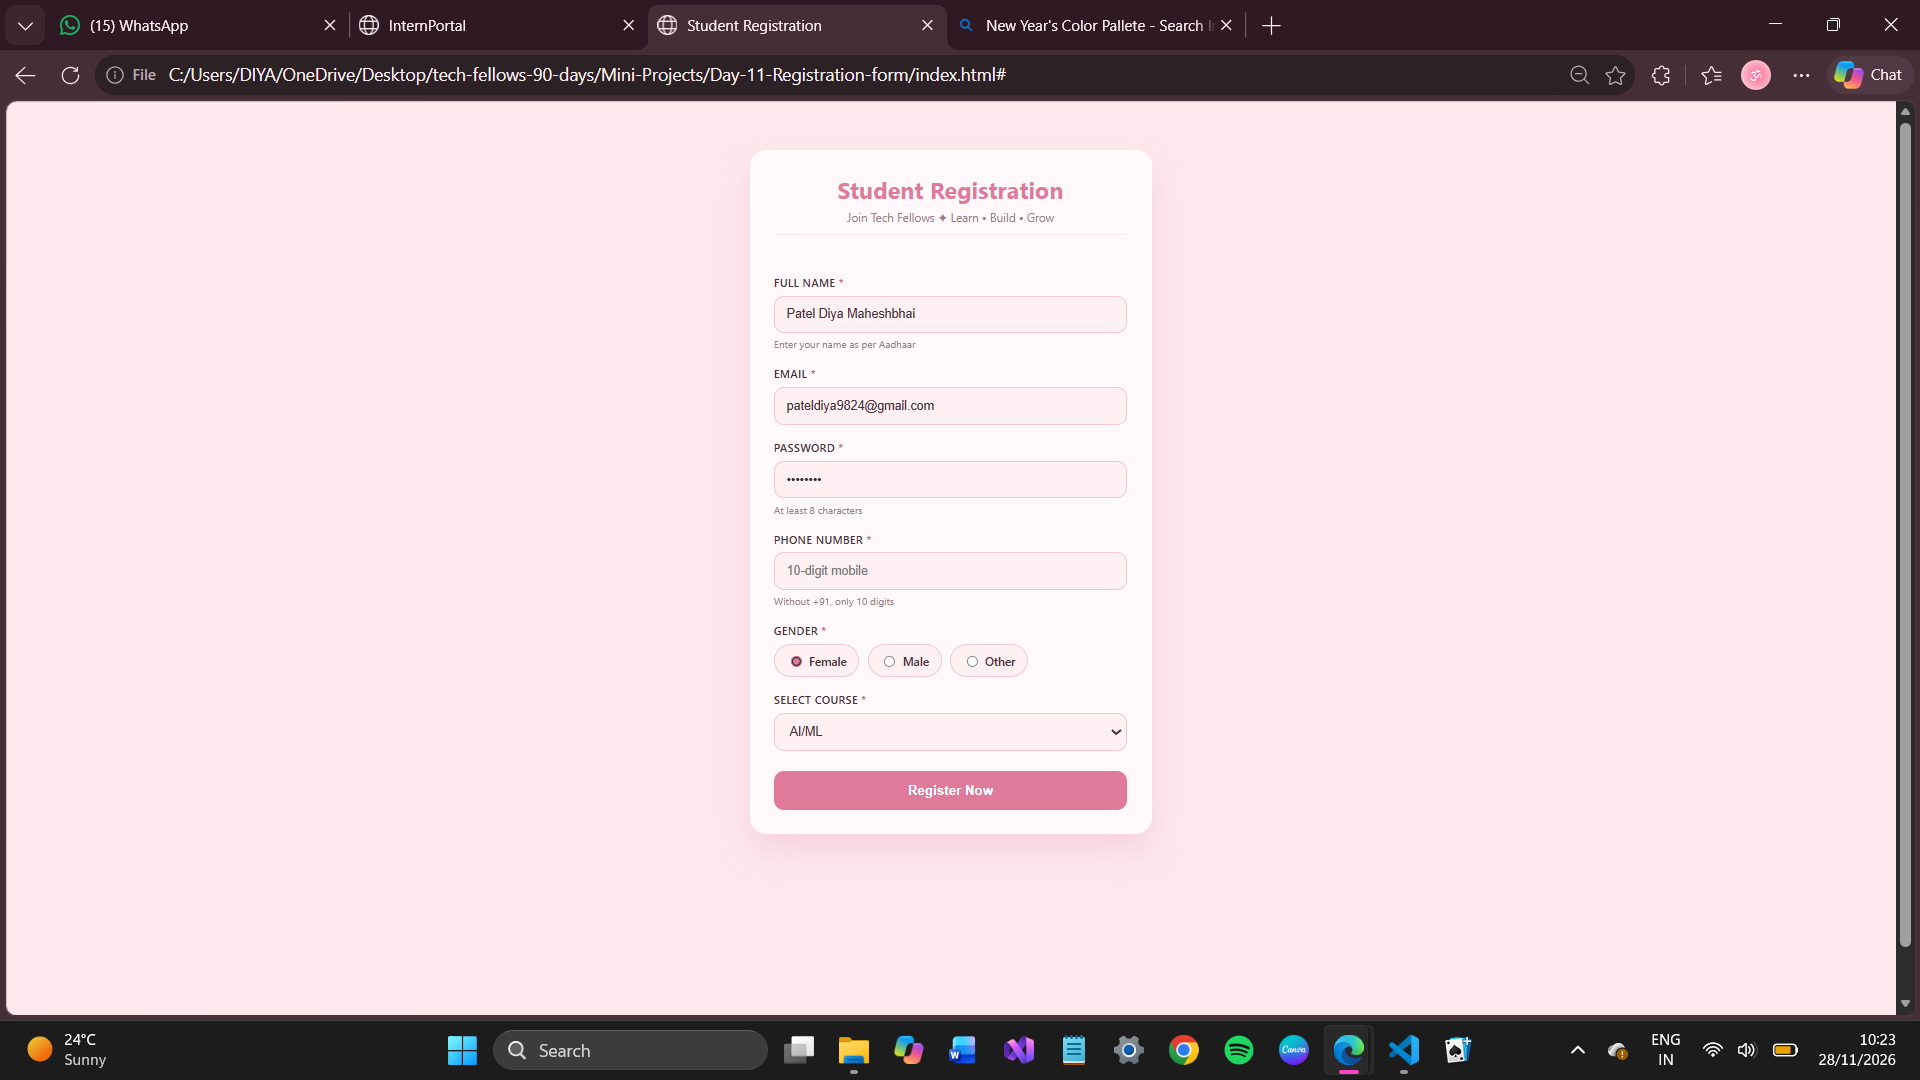 (15) WhatsApp
InternPortal
Student Registration
New Year's Color Pallete - Search
File C:/Users/DIYA/OneDrive/Desktop/tech-fellows-90-days/Mini-Projects/Day-11-Registration-form/index.html#
Chat
Student Registration
Join Tech Fellows ✦ Learn • Build • Grow
FULL NAME *
Patel Diya Maheshbhai
Enter your name as per Aadhaar
EMAIL *
pateldiya9824@gmail.com
PASSWORD *
••••••••
At least 8 characters
PHONE NUMBER *
10-digit mobile
Without +91, only 10 digits
GENDER *
Female Male Other
SELECT COURSE *
AI/ML
Register Now
24°C
Sunny
Search
Canva
ENG
IN
10:23
28/11/2026